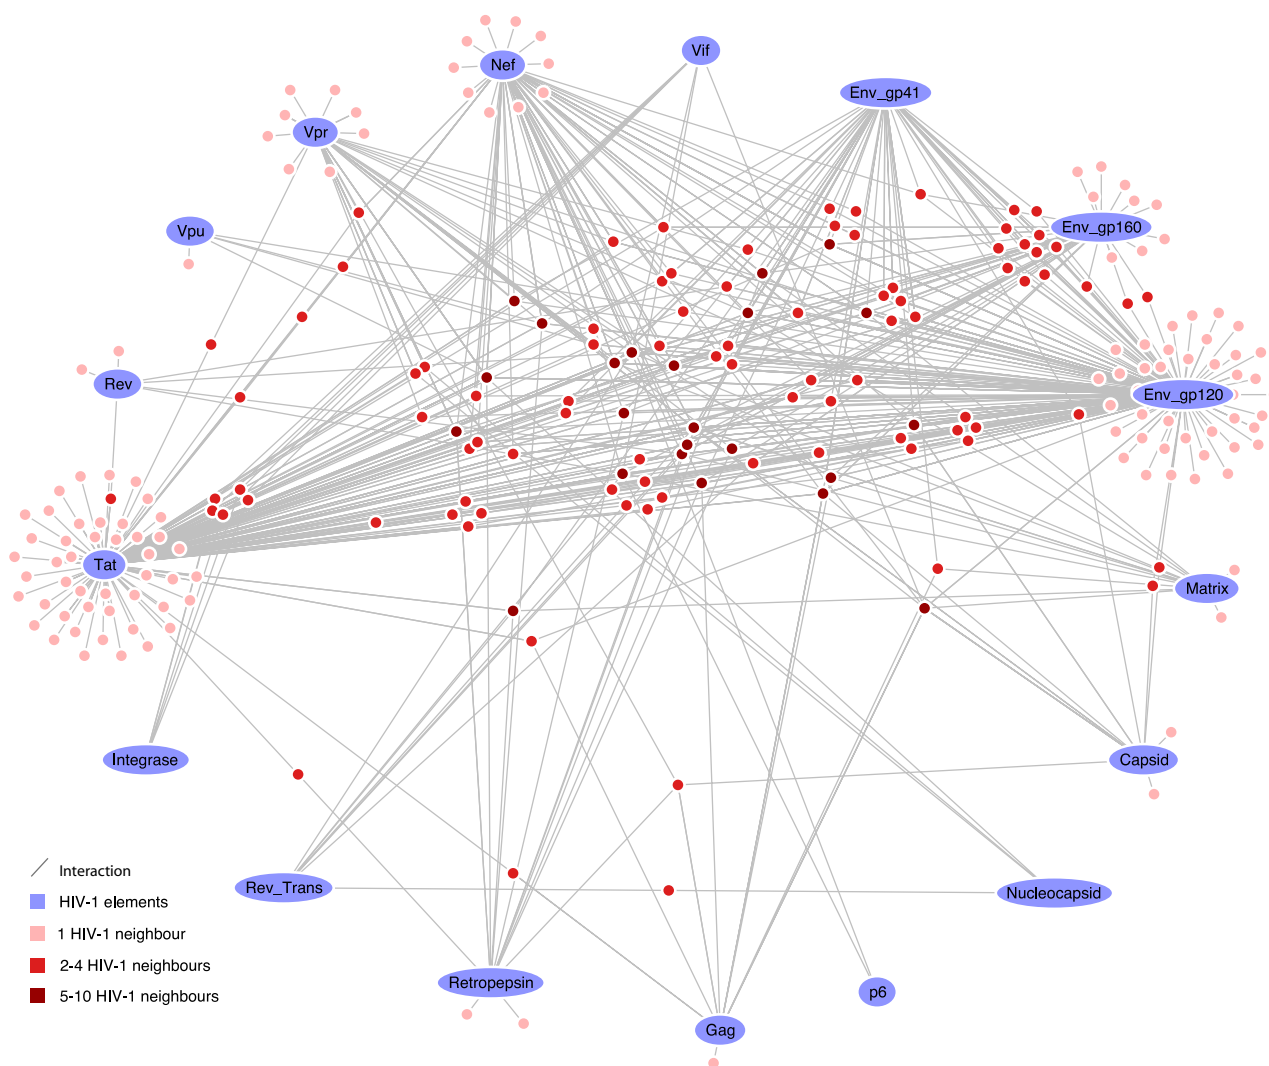 Vif
Nef
Env_gp41
Vpr
Env_gp160
Vpu
Rev
Env_gp120
Tat
Matrix
Integrase
Capsid
Rev_Trans
Nucleocapsid
Retropepsin
p6
Gag
Interaction
HIV-1 elements
1 HIV-1 neighbour
2-4 HIV-1 neighbours
5-10 HIV-1 neighbours